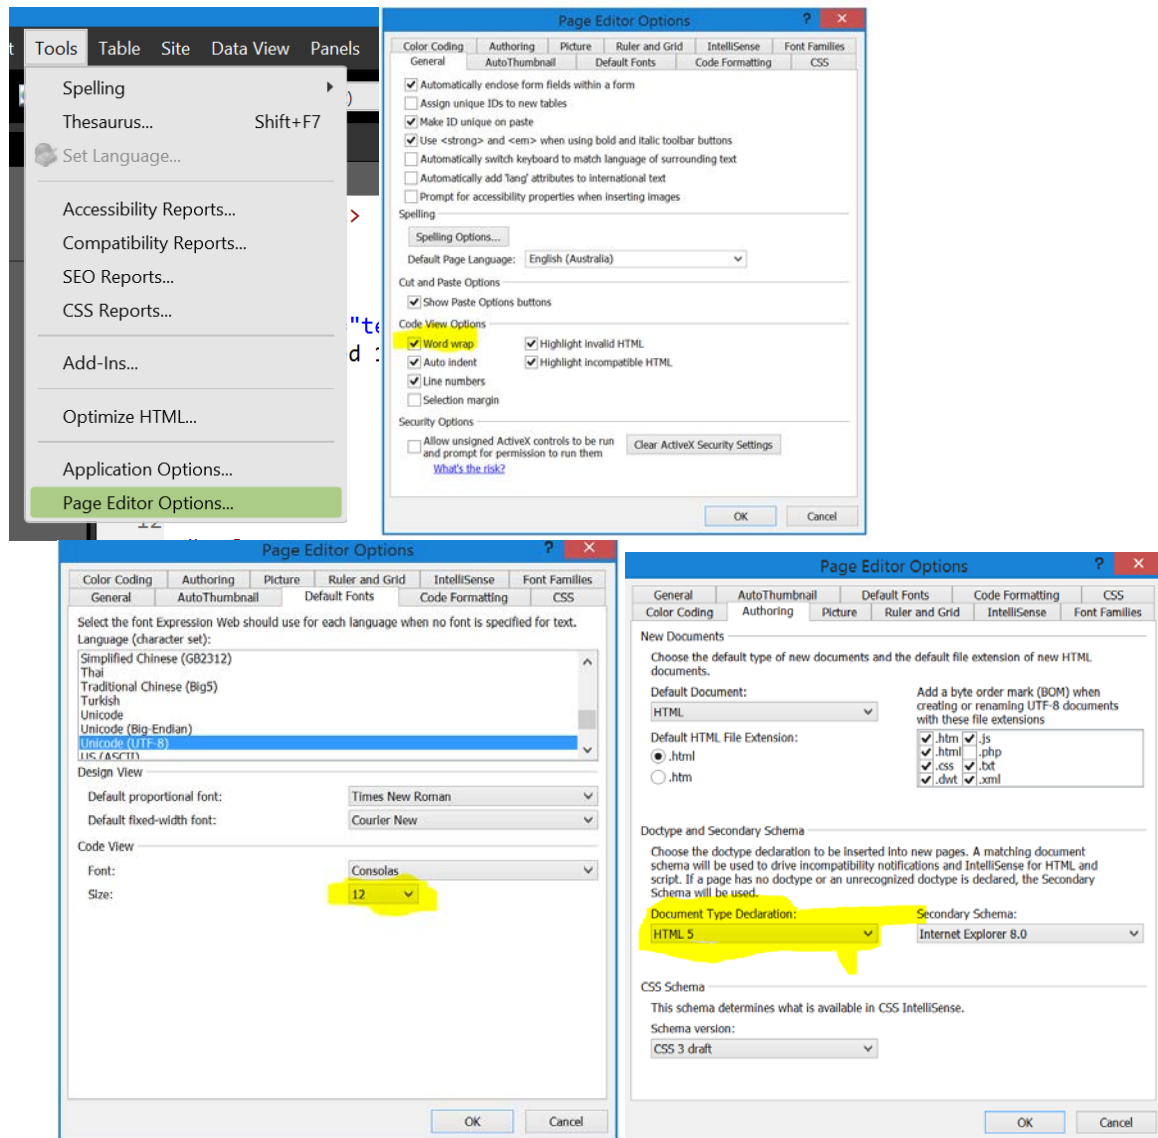 t Tools Table Site Data View Panels
Spelling
)
Thesaurus... Shift+F7
Set Language...
Accessibility Reports...
>
Compatibility Reports...
SEO Reports...
CSS Reports...
="te
Add-Ins...
Optimize HTML...
Application Options...
Page Editor Options...
12
Page Editor Options ?
Color Coding Authoring Picture Ruler and Grid IntelliSense Font Families
General AutoThumbnail Default Fonts Code Formatting CSS
Automatically enclose form fields within a form
Assign unique IDs to new tables
Make ID unique on paste
Use <strong> and <em> when using bold and italic toolbar buttons
Automatically switch keyboard to match language of surrounding text
Automatically add 'lang' attributes to international text
Prompt for accessibility properties when inserting images
Spelling
Spelling Options...
Default Page Language: English (Australia)
Cut and Paste Options
Show Paste Options buttons
Code View Options
Word wrap Highlight invalid HTML
Auto indent Highlight incompatible HTML
Line numbers
Selection margin
Security Options
Allow unsigned ActiveX controls to be run
and prompt for permission to run them
Clear ActiveX Security Settings
What's the risk?
OK Cancel
Page Editor Options ?
Color Coding Authoring Picture Ruler and Grid IntelliSense Font Families
General AutoThumbnail Default Fonts Code Formatting CSS
Select the font Expression Web should use for each language when no font is specified for text.
Language (character set):
Simplified Chinese (GB2312)
Thai
Traditional Chinese (Big5)
Turkish
Unicode
Unicode (Big-Endian)
Unicode (UTF-8)
US (ASCII)
Design View
Default proportional font: Times New Roman
Default fixed-width font: Courier New
Code View
Font: Consolas
Size: 12
OK Cancel
Page Editor Options ?
General AutoThumbnail Default Fonts Code Formatting CSS
Color Coding Authoring Picture Ruler and Grid IntelliSense Font Families
New Documents
Choose the default type of new documents and the default file extension of new HTML
documents.
Default Document:
HTML
Default HTML File Extension:
.html
.htm
Add a byte order mark (BOM) when
creating or renaming UTF-8 documents
with these file extensions
.htm .js
.html .php
.css .txt
.dwt .xml
Doctype and Secondary Schema
Choose the doctype declaration to be inserted into new pages. A matching document
schema will be used to drive incompatibility notifications and IntelliSense for HTML and
script. If a page has no doctype or an unrecognized doctype is declared, the Secondary
Schema will be used.
Document Type Declaration: Secondary Schema:
HTML 5 Internet Explorer 8.0
CSS Schema
This schema determines what is available in CSS IntelliSense.
Schema version:
CSS 3 draft
OK Cancel